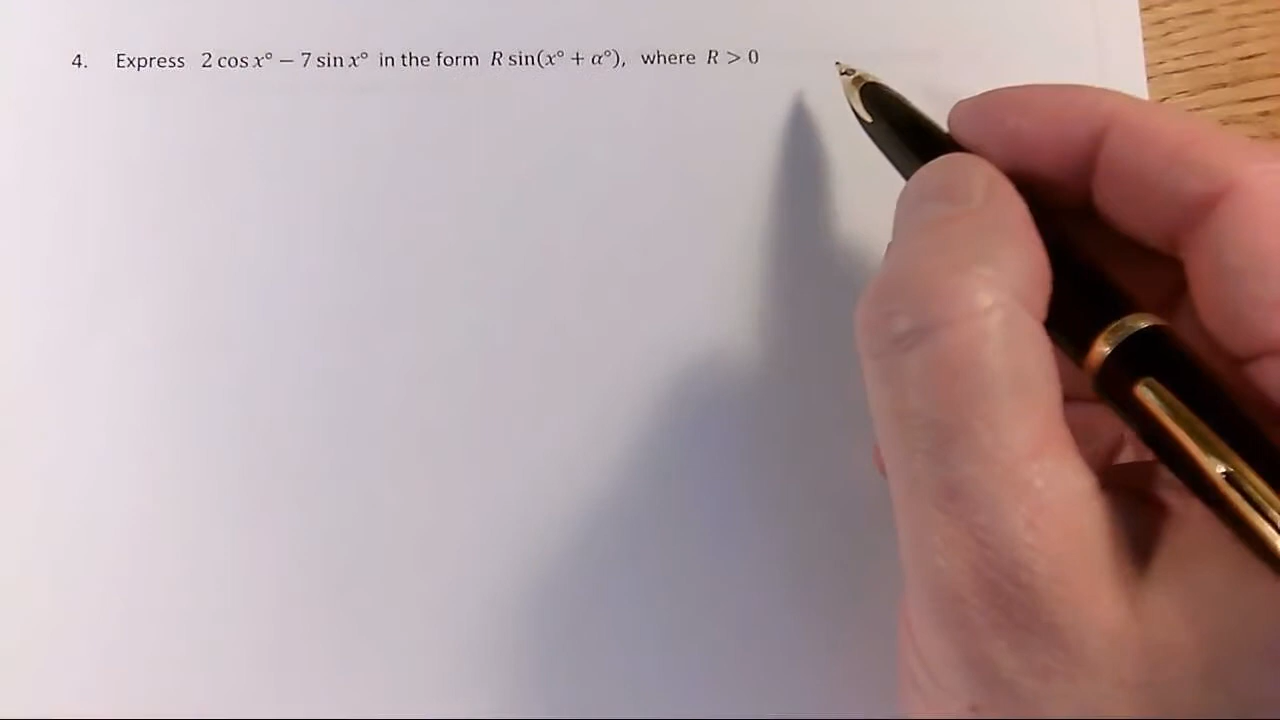 4. Express 2 cos x° − 7 sin x° in the form R sin(x° + α°), where R > 0